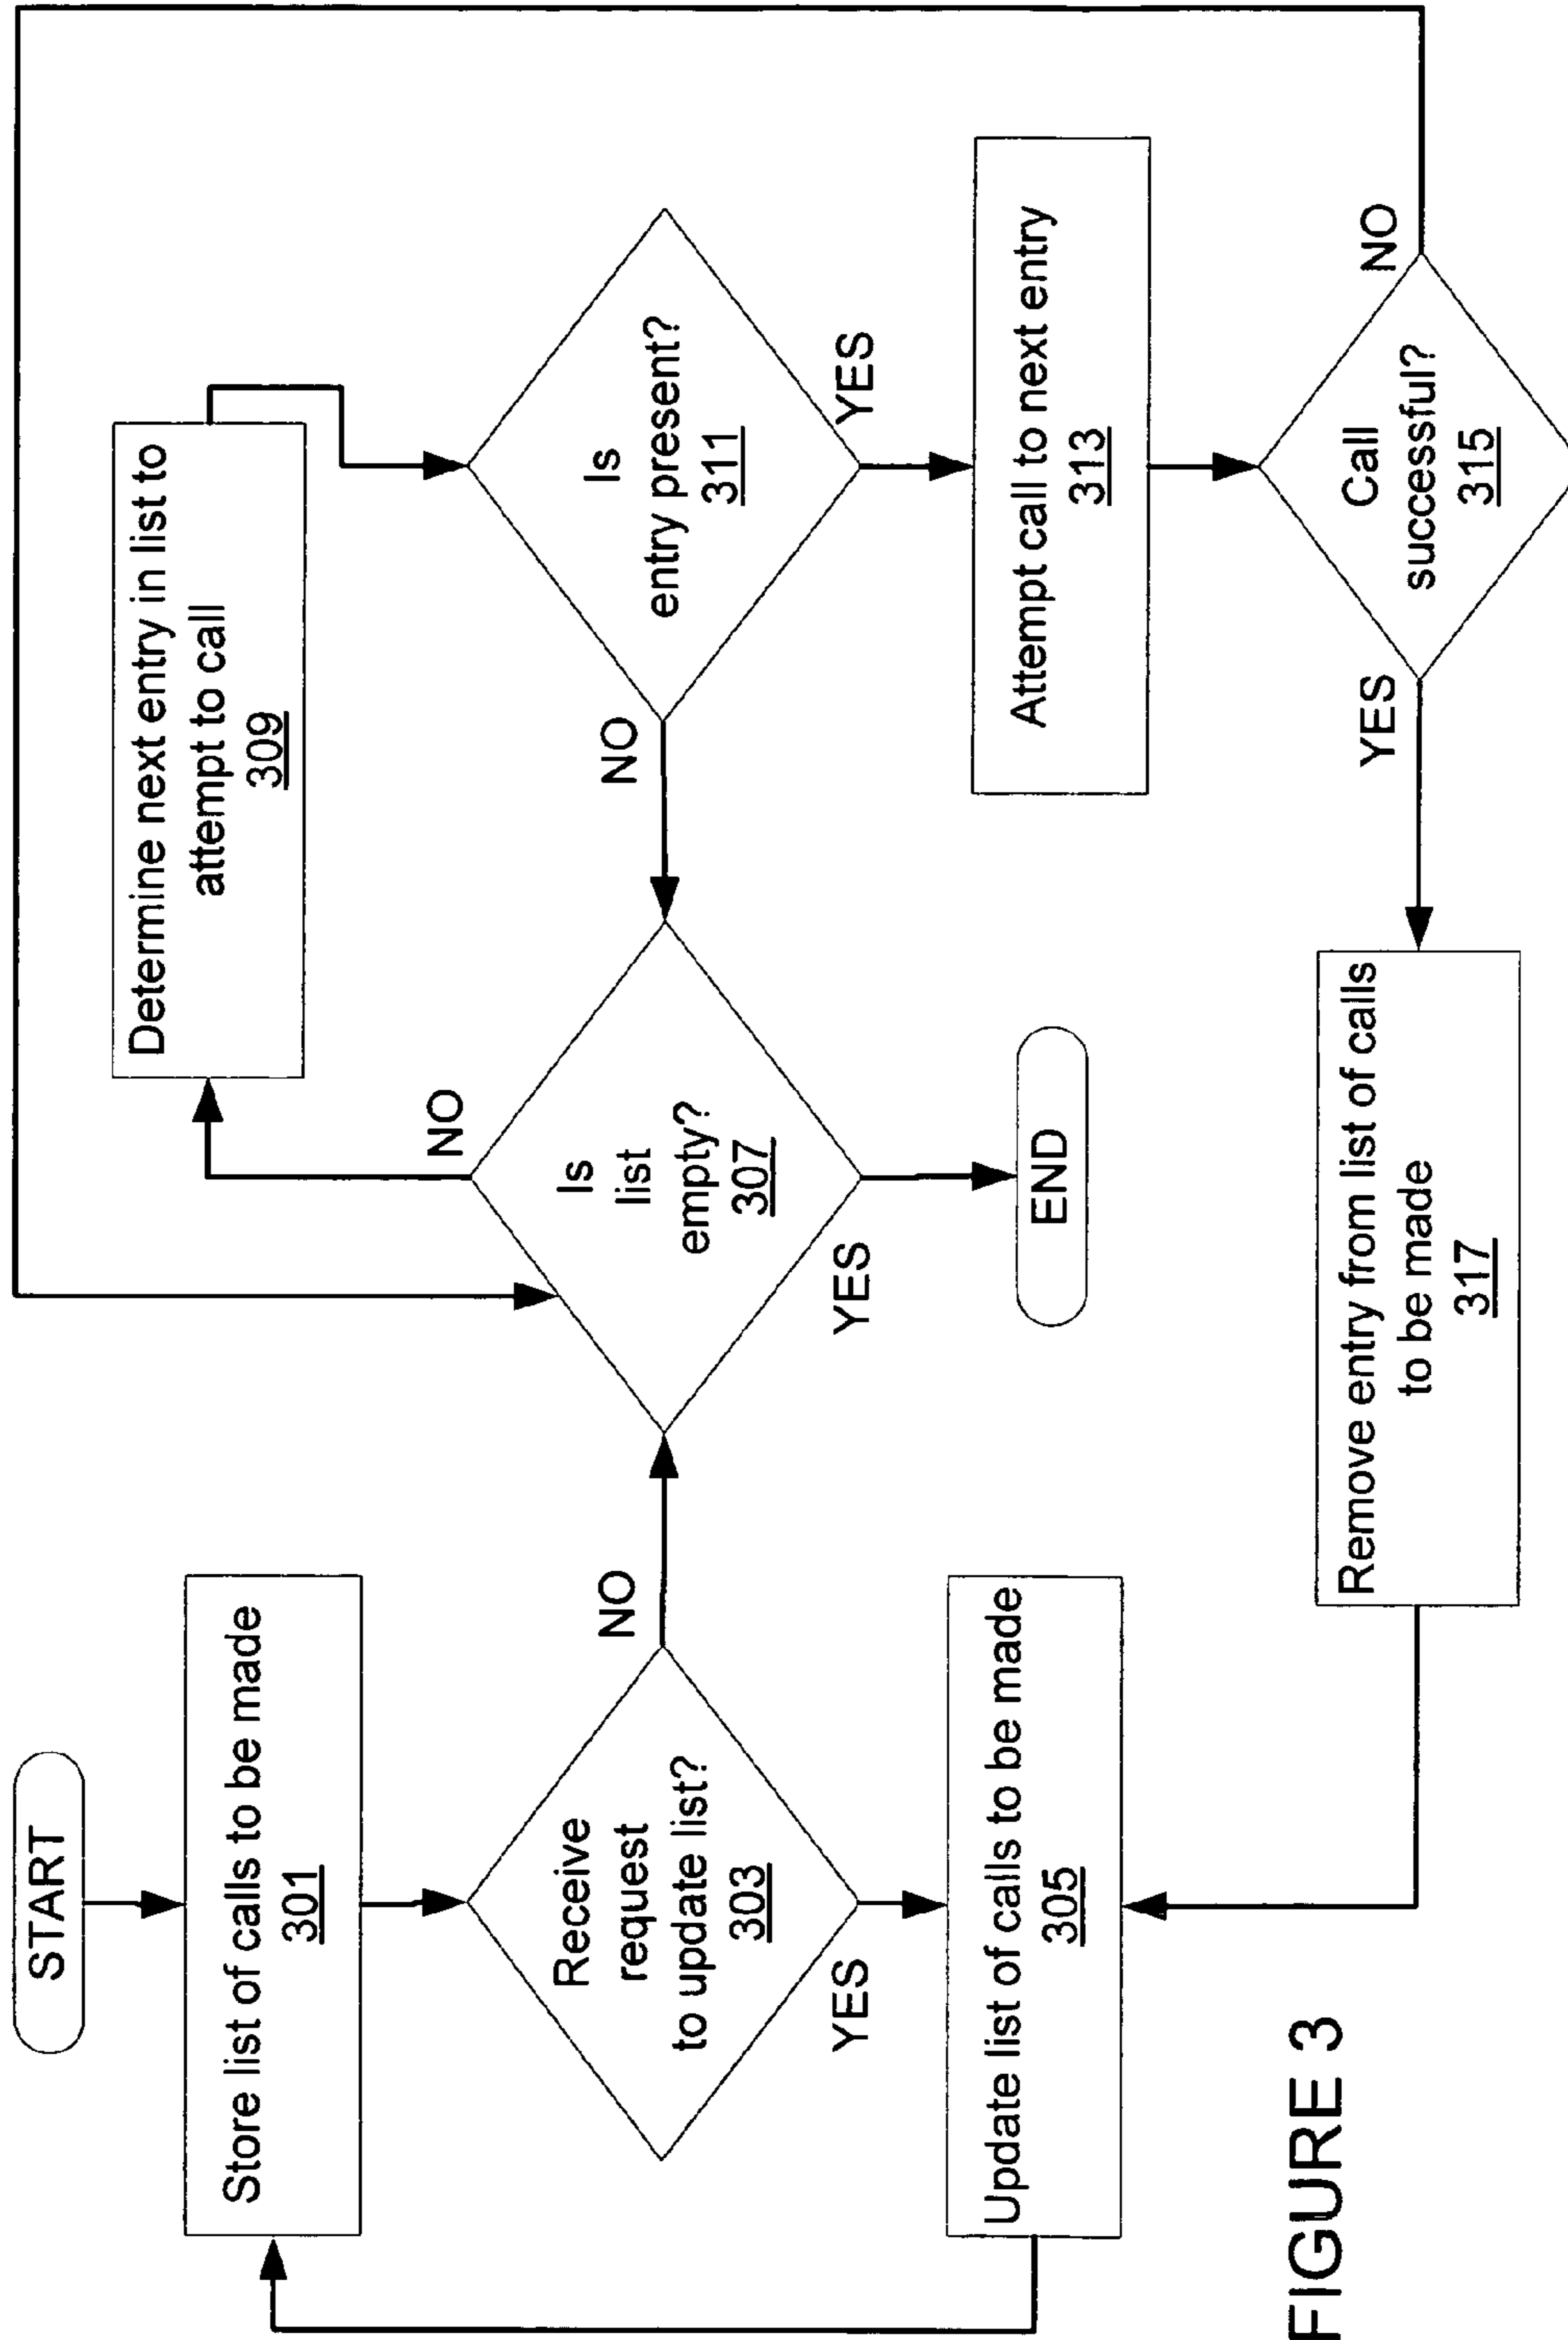 START
Store list of calls to be made
301
Receive
request
to update list?
303
NO
YES
Update list of calls to be made
305
Is
list
empty?
307
NO
YES
END
Determine next entry in list to
attempt to call
309
Is
entry present?
311
NO
YES
Attempt call to next entry
313
Call
successful?
315
NO
YES
Remove entry from list of calls
to be made
317
FIGURE 3